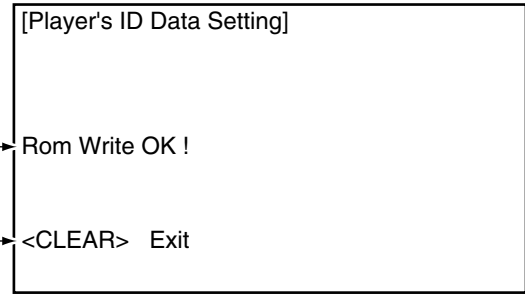 [Player's ID Data Setting]
Rom Write OK !
<CLEAR> Exit